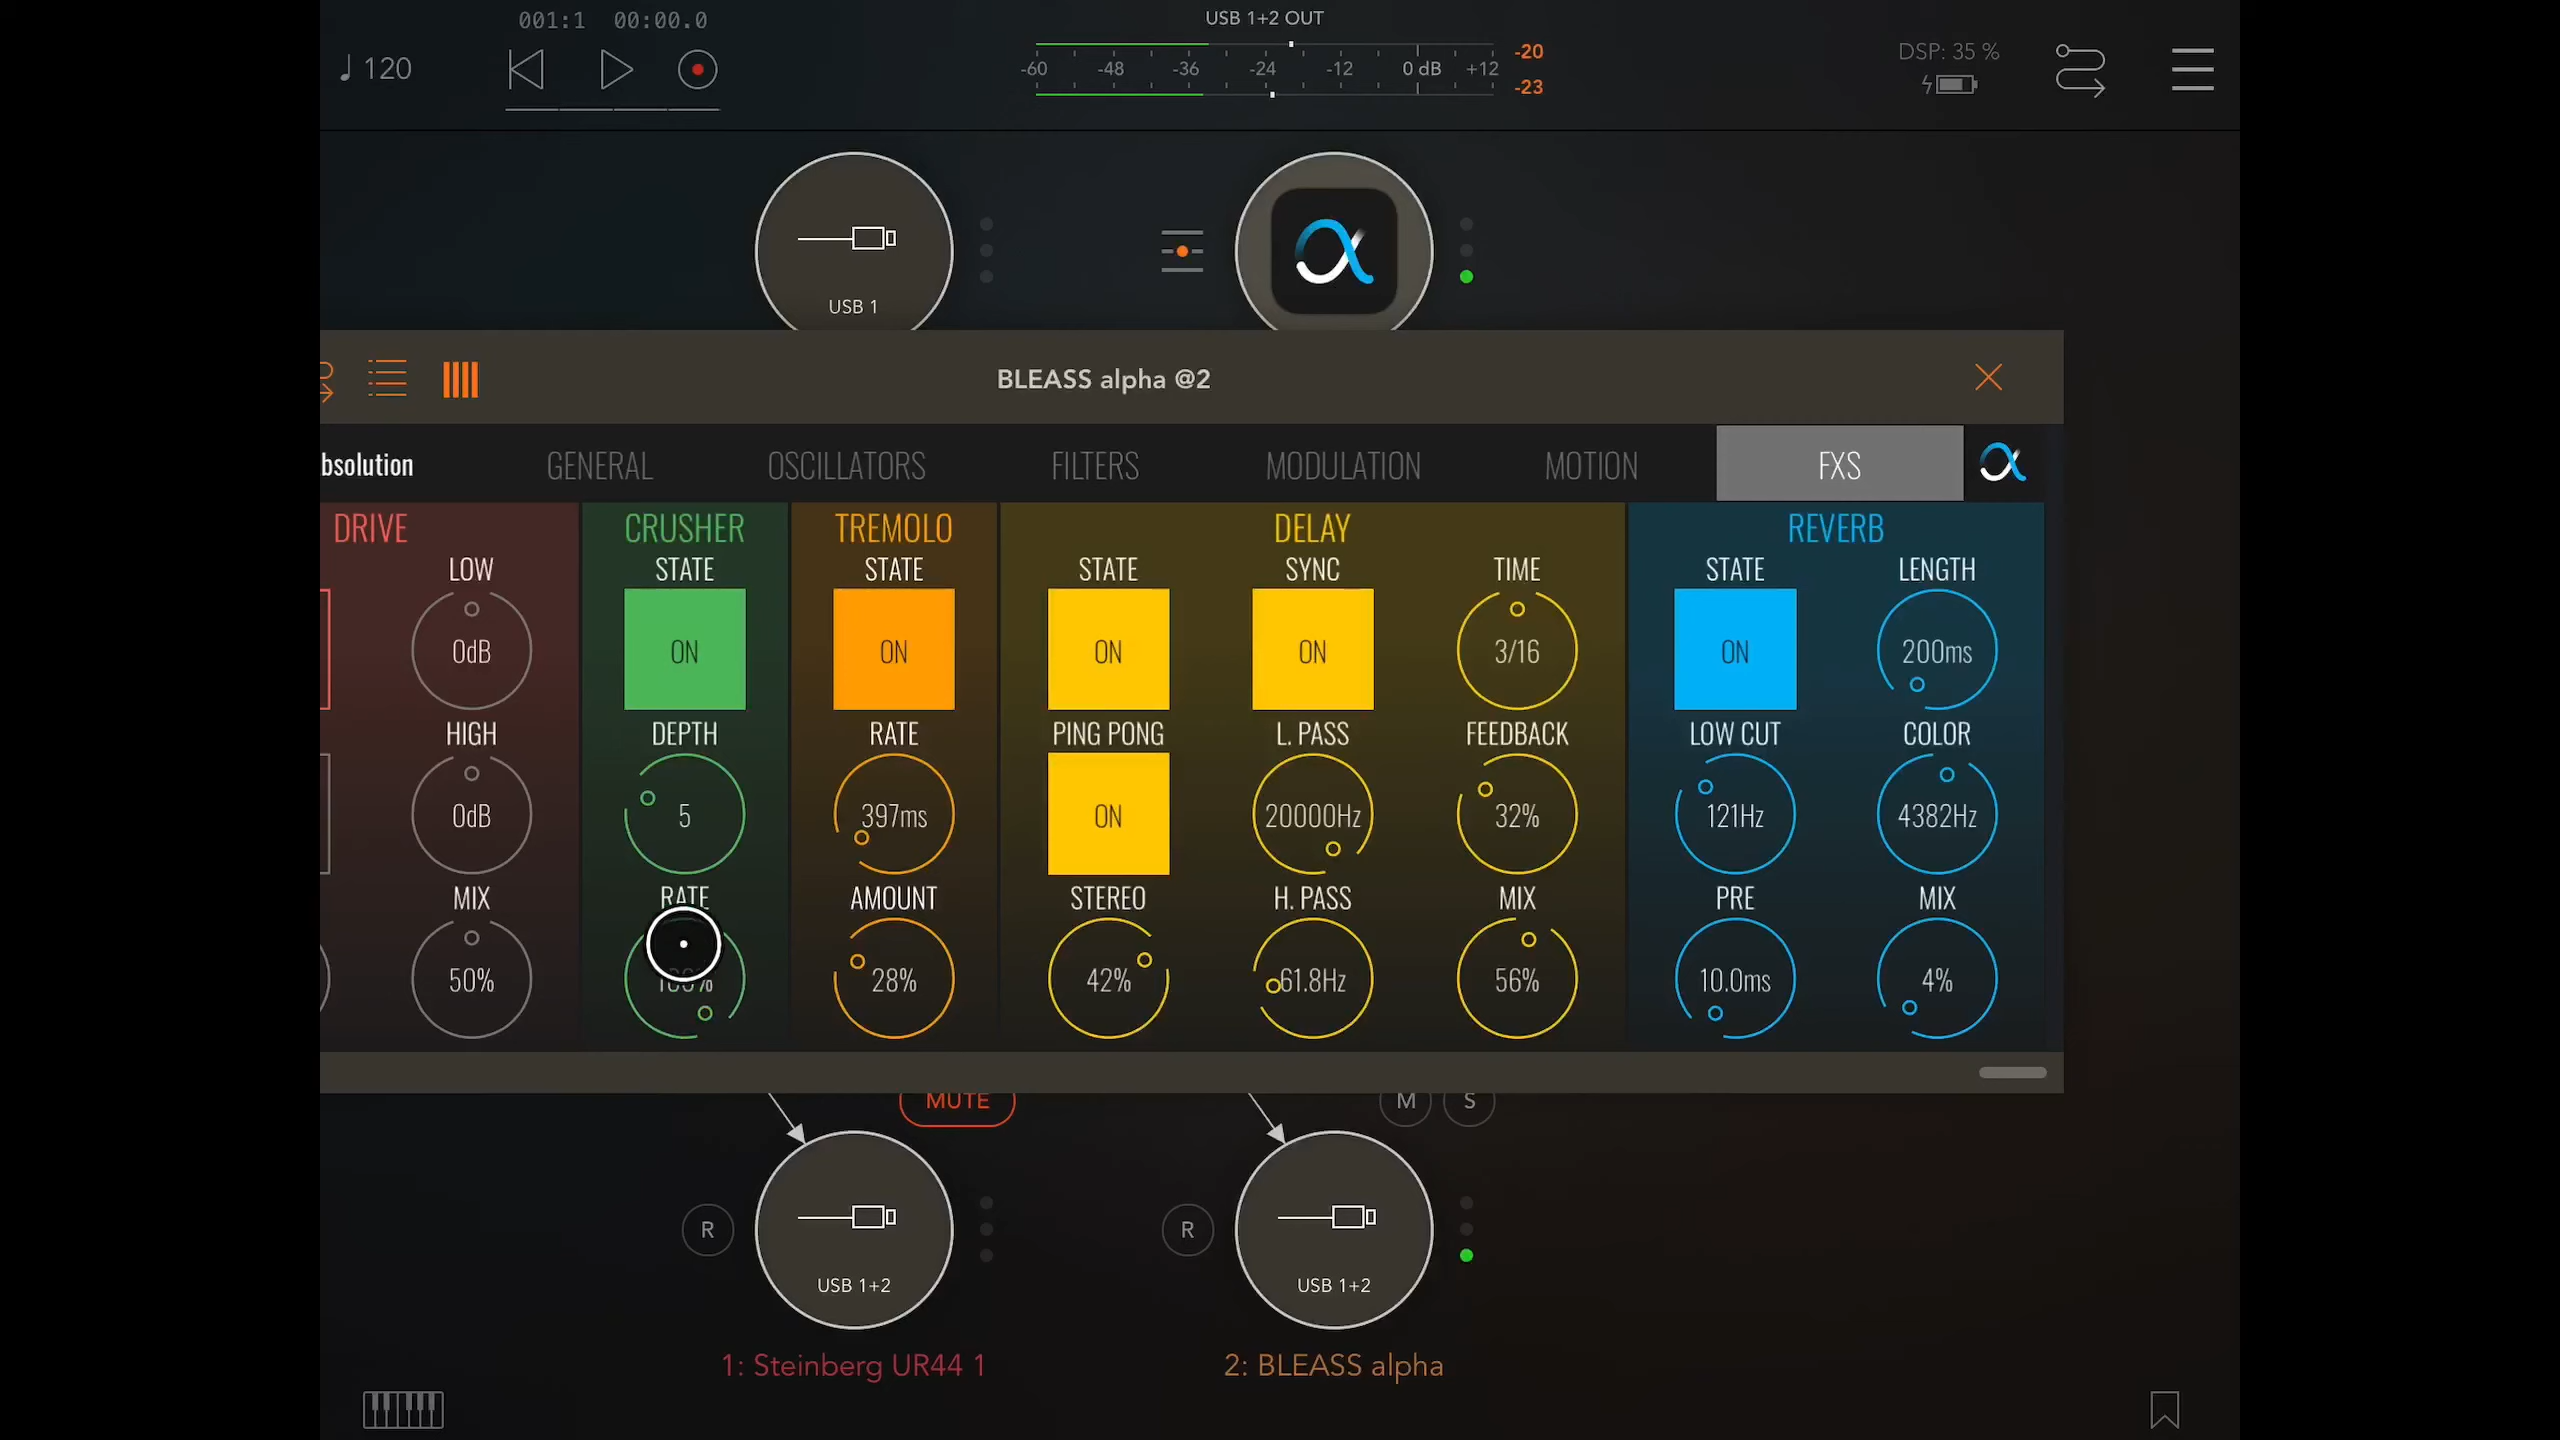 001:1 00:00.0
120
USB 1+2 OUT
-60 -48 -36 -24 -12 0 dB +12
-20
-23
DSP: 35 %
USB 1
BLEASS alpha @2
bsolution GENERAL OSCILLATORS FILTERS MODULATION MOTION FXS
DRIVE CRUSHER TREMOLO DELAY REVERB
LOW STATE STATE STATE SYNC TIME STATE LENGTH
0dB ON ON ON ON 3/16 ON 200ms
HIGH DEPTH RATE PING PONG L. PASS FEEDBACK LOW CUT COLOR
0dB 5 397ms ON 20000Hz 32% 121Hz 4382Hz
MIX RATE AMOUNT STEREO H. PASS MIX PRE MIX
50% 28% 42% 61.8Hz 56% 10.0ms 4%
MUTE M S
R R
USB 1+2 USB 1+2
1: Steinberg UR44 1 2: BLEASS alpha